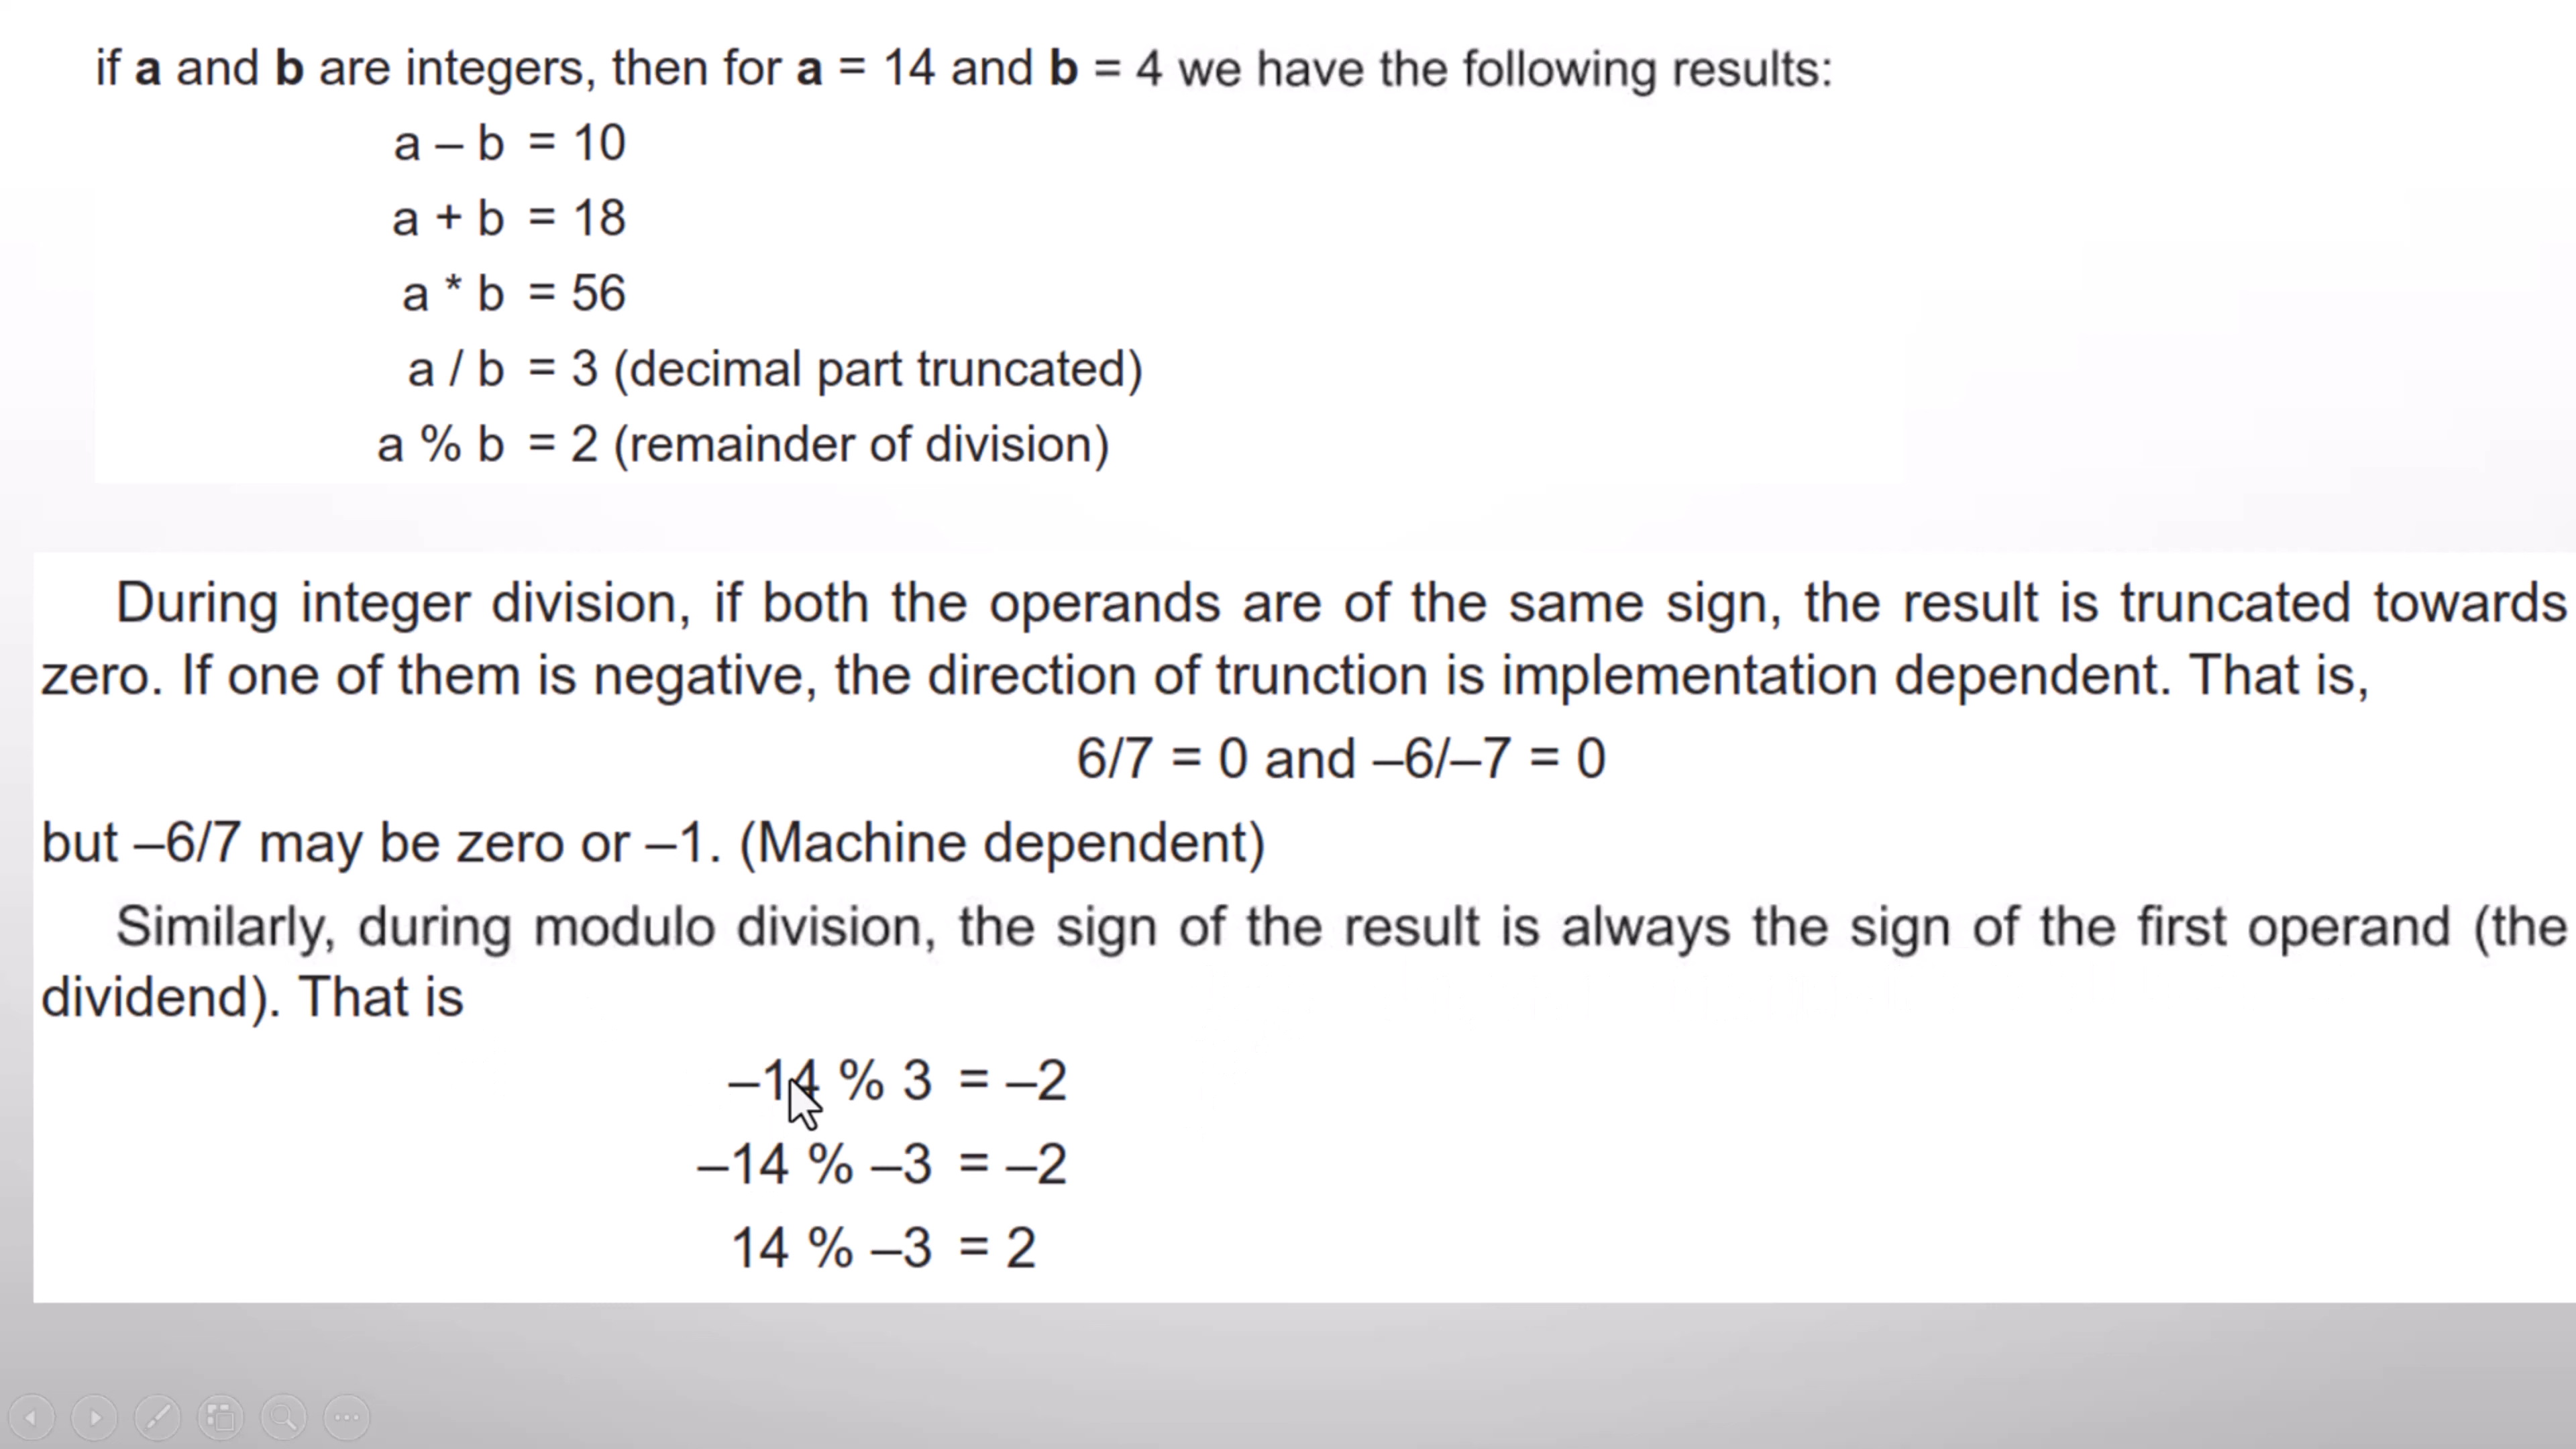 if a and b are integers, then for a = 14 and b = 4 we have the following results:
a – b = 10
a + b = 18
a * b = 56
a / b = 3 (decimal part truncated)
a % b = 2 (remainder of division)
During integer division, if both the operands are of the same sign, the result is truncated towards
zero. If one of them is negative, the direction of trunction is implementation dependent. That is,
6/7 = 0 and –6/–7 = 0
but –6/7 may be zero or –1. (Machine dependent)
Similarly, during modulo division, the sign of the result is always the sign of the first operand (the
dividend). That is
–14 % 3 = –2
–14 % –3 = –2
14 % –3 = 2